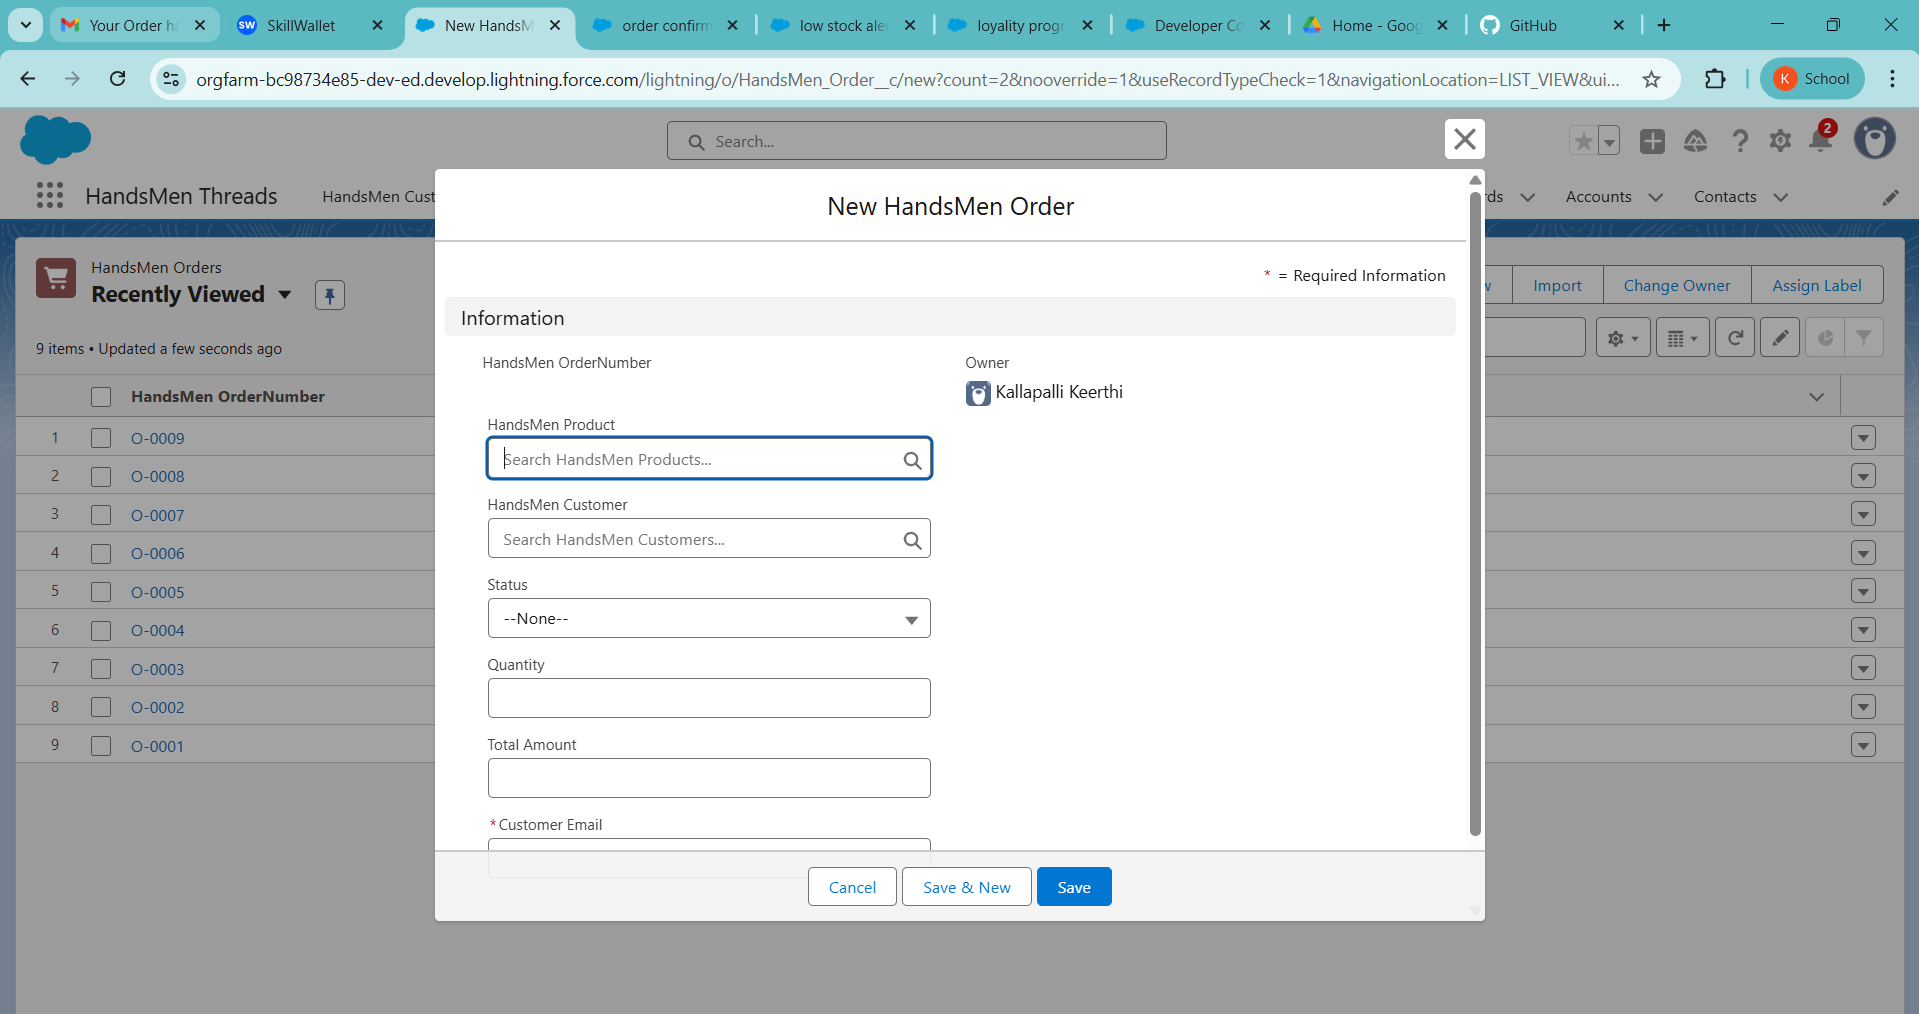 Your Order ha
SkillWallet
New HandsM
order confirm
low stock ale
loyality progr
Developer Co
Home - Goog
GitHub
orgfarm-bc98734e85-dev-ed.develop.lightning.force.com/lightning/o/HandsMen_Order__c/new?count=2&nooverride=1&useRecordTypeCheck=1&navigationLocation=LIST_VIEW&ui...
K School
Search...
2
HandsMen Threads
HandsMen Cust
rds
Accounts
Contacts
New HandsMen Order
HandsMen Orders
Recently Viewed
w
Import
Change Owner
Assign Label
9 items • Updated a few seconds ago
* = Required Information
Information
HandsMen OrderNumber
Owner
Kallapalli Keerthi
HandsMen Product
Search HandsMen Products...
HandsMen Customer
Search HandsMen Customers...
Status
--None--
Quantity
Total Amount
*Customer Email
Cancel
Save & New
Save
HandsMen OrderNumber
1 O-0009
2 O-0008
3 O-0007
4 O-0006
5 O-0005
6 O-0004
7 O-0003
8 O-0002
9 O-0001